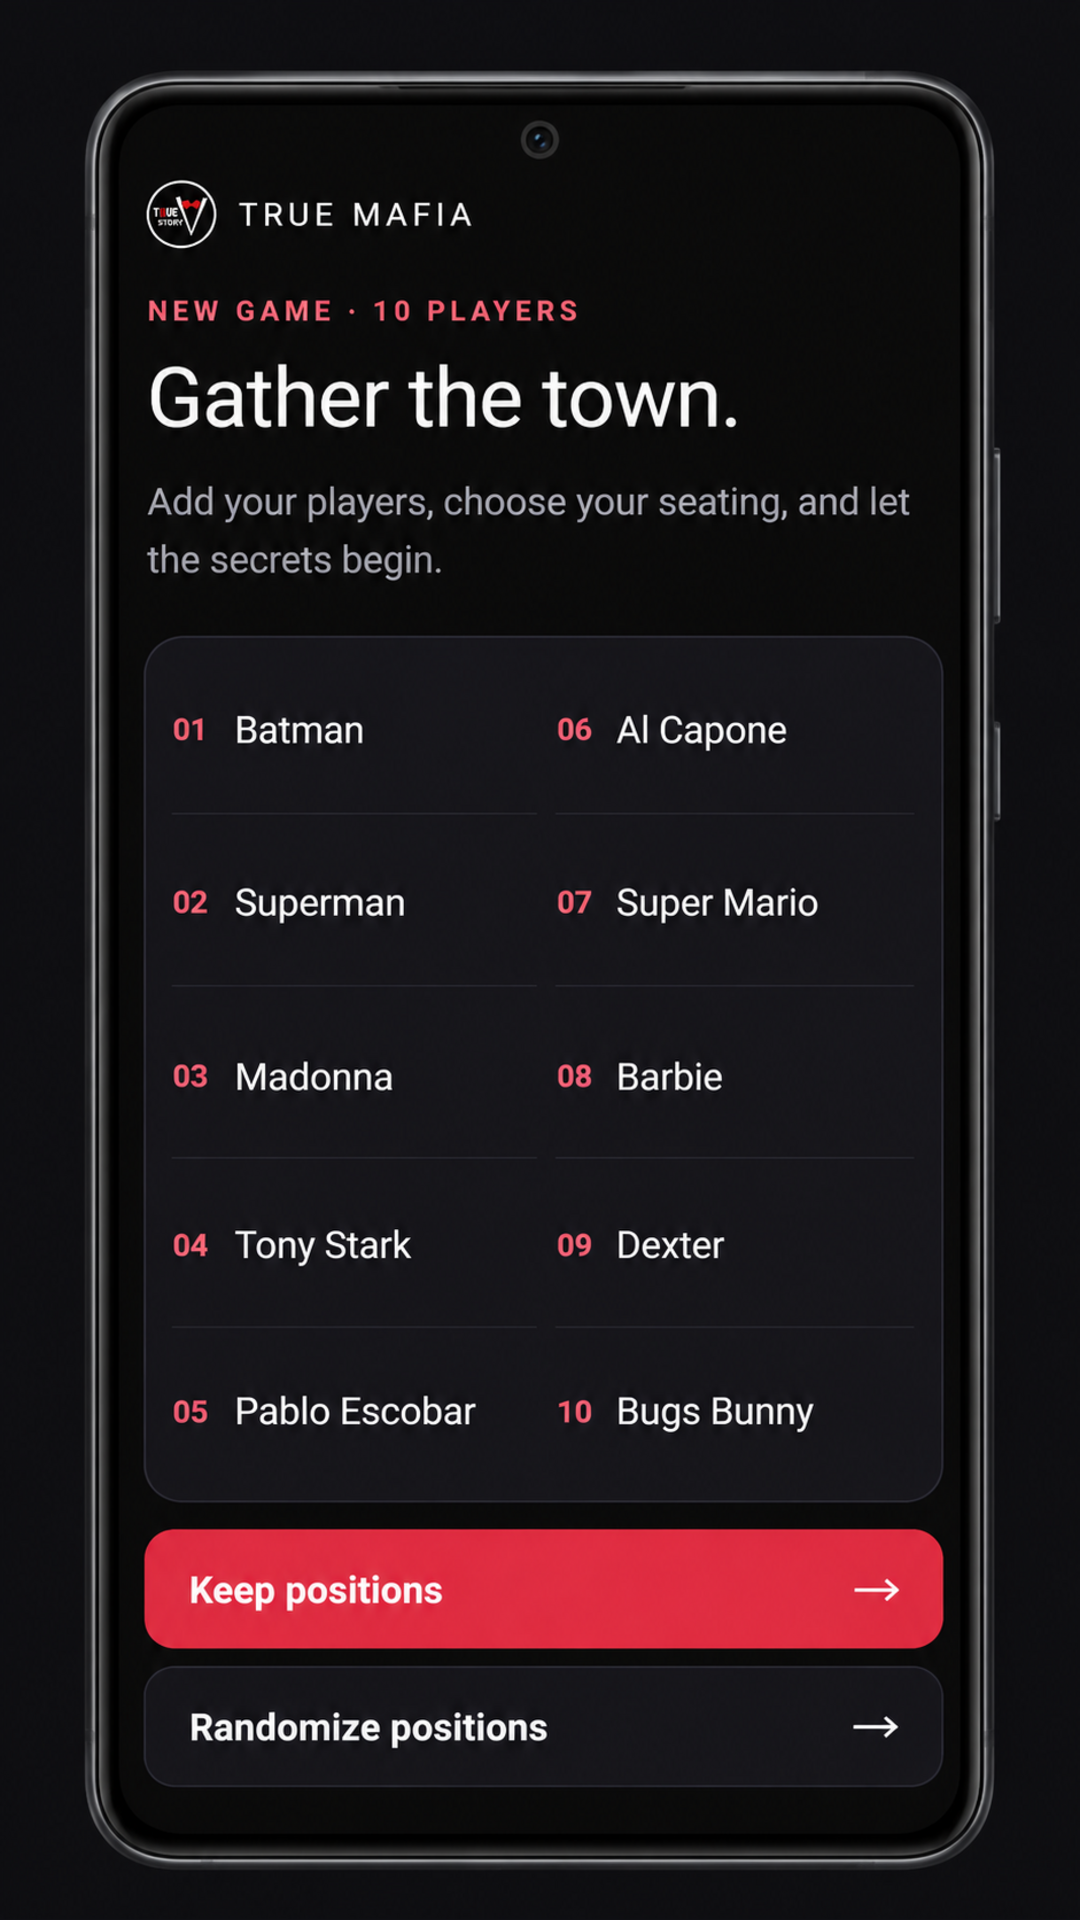 TRUE STORY
TRUE MAFIA
NEW GAME · 10 PLAYERS
Gather the town.
Add your players, choose your seating, and let
the secrets begin.
01 Batman
02 Superman
03 Madonna
04 Tony Stark
05 Pablo Escobar
06 Al Capone
07 Super Mario
08 Barbie
09 Dexter
10 Bugs Bunny
Keep positions →
Randomize positions →